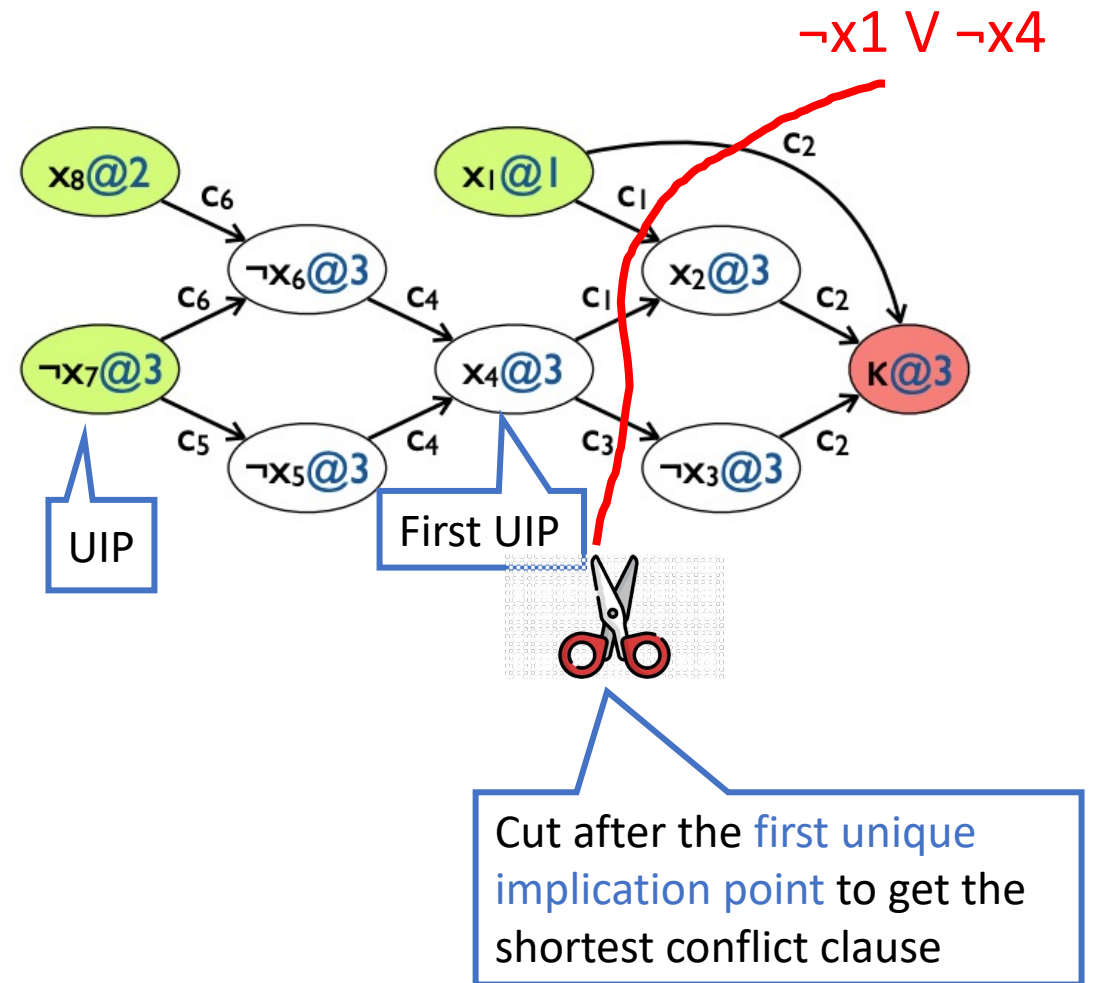 ¬x1 V ¬x4
c2
x8@2
x1@1
c6
c1
¬x6@3
x2@3
c6
c4
c1
c2
¬x7@3
x4@3
K@3
c5
c4
c3
c2
¬x5@3
¬x3@3
UIP
First UIP
Cut after the first unique
implication point to get the
shortest conflict clause